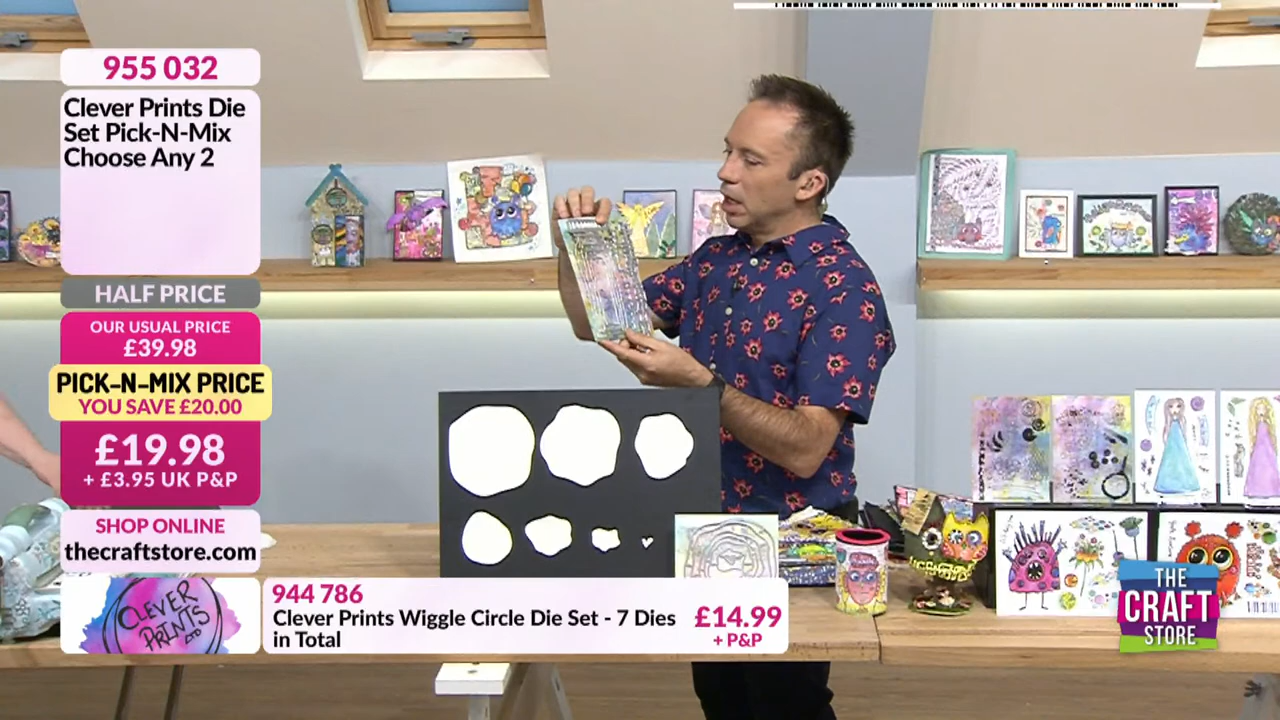 955 032
Clever Prints Die
Set Pick-N-Mix
Choose Any 2
HALF PRICE
OUR USUAL PRICE
£39.98
PICK-N-MIX PRICE
YOU SAVE £20.00
£19.98
+ £3.95 UK P&P
SHOP ONLINE
thecraftstore.com
CLEVER
PRINTS LTD
944 786
Clever Prints Wiggle Circle Die Set - 7 Dies
in Total
£14.99
+ P&P
THE
CRAFT
STORE